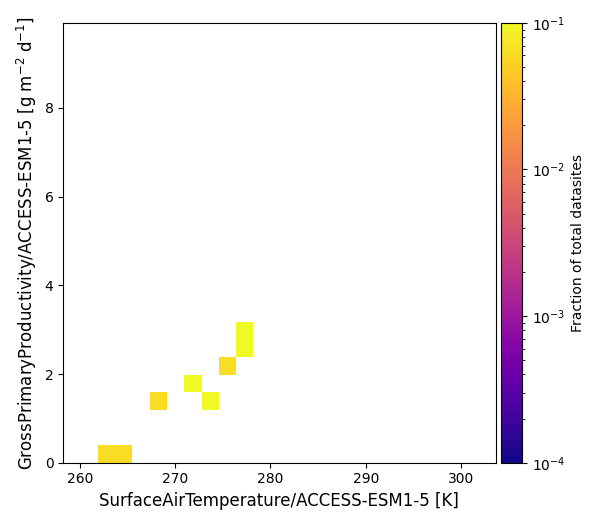 GrossPrimaryProductivity/ACCESS-ESM1-5 [g m⁻² d⁻¹]
8
6
4
2
0
260 270 280 290 300
SurfaceAirTemperature/ACCESS-ESM1-5 [K]
10⁻¹
10⁻²
10⁻³
10⁻⁴
Fraction of total datasites